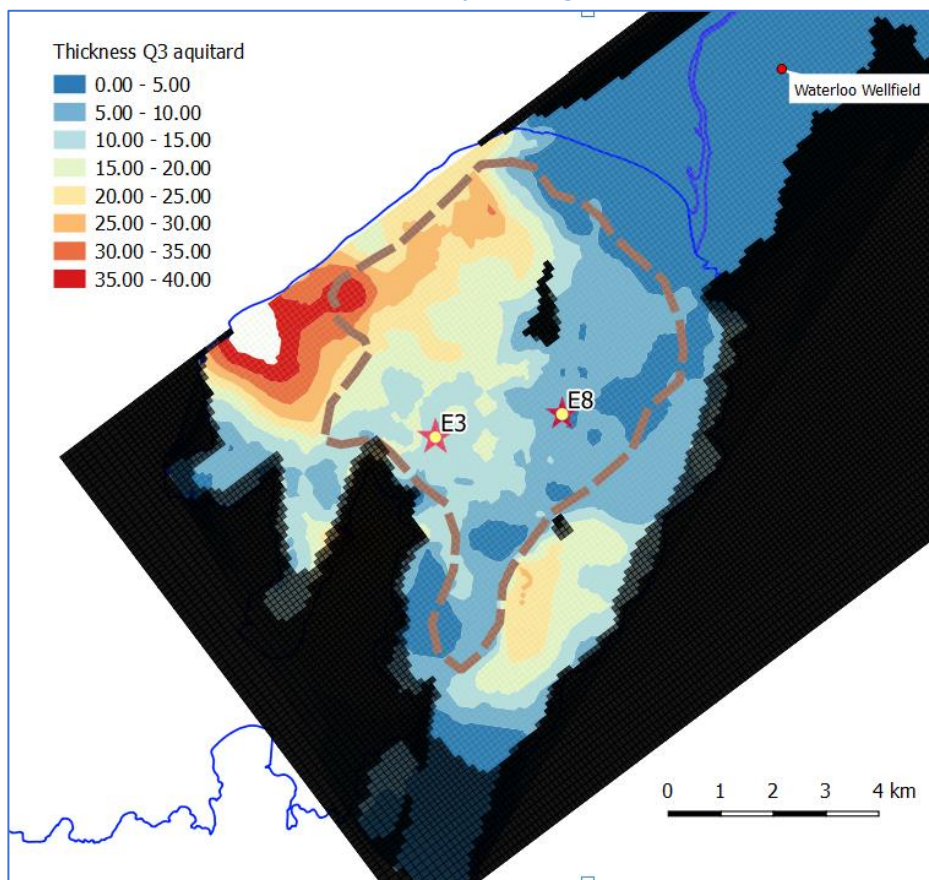 Thickness Q3 aquitard
0.00 - 5.00
5.00 - 10.00
10.00 - 15.00
15.00 - 20.00
20.00 - 25.00
25.00 - 30.00
30.00 - 35.00
35.00 - 40.00
Waterloo Wellfield
E8
E3
0 1 2 3 4 km